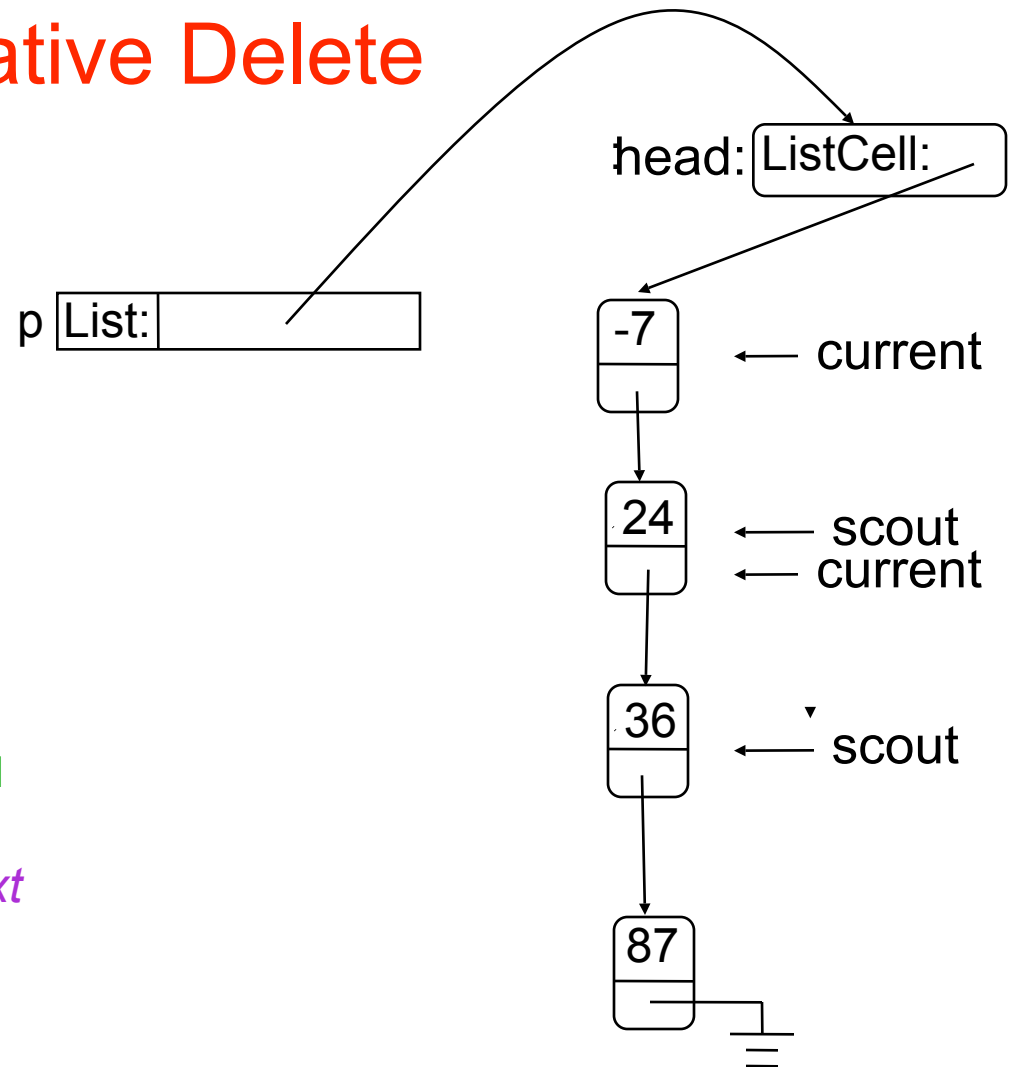 ative Delete
head: ListCell:
p List:
-7
current
24
scout
current
36
scout
xt
87